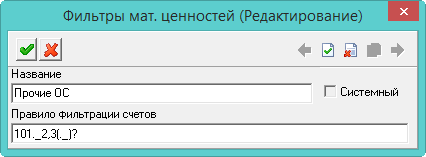 Фильтры мат. ценностей (Редактирование)
Название
Прочие ОС
Системный
Правило фильтрации счетов
101._2,3(._)?